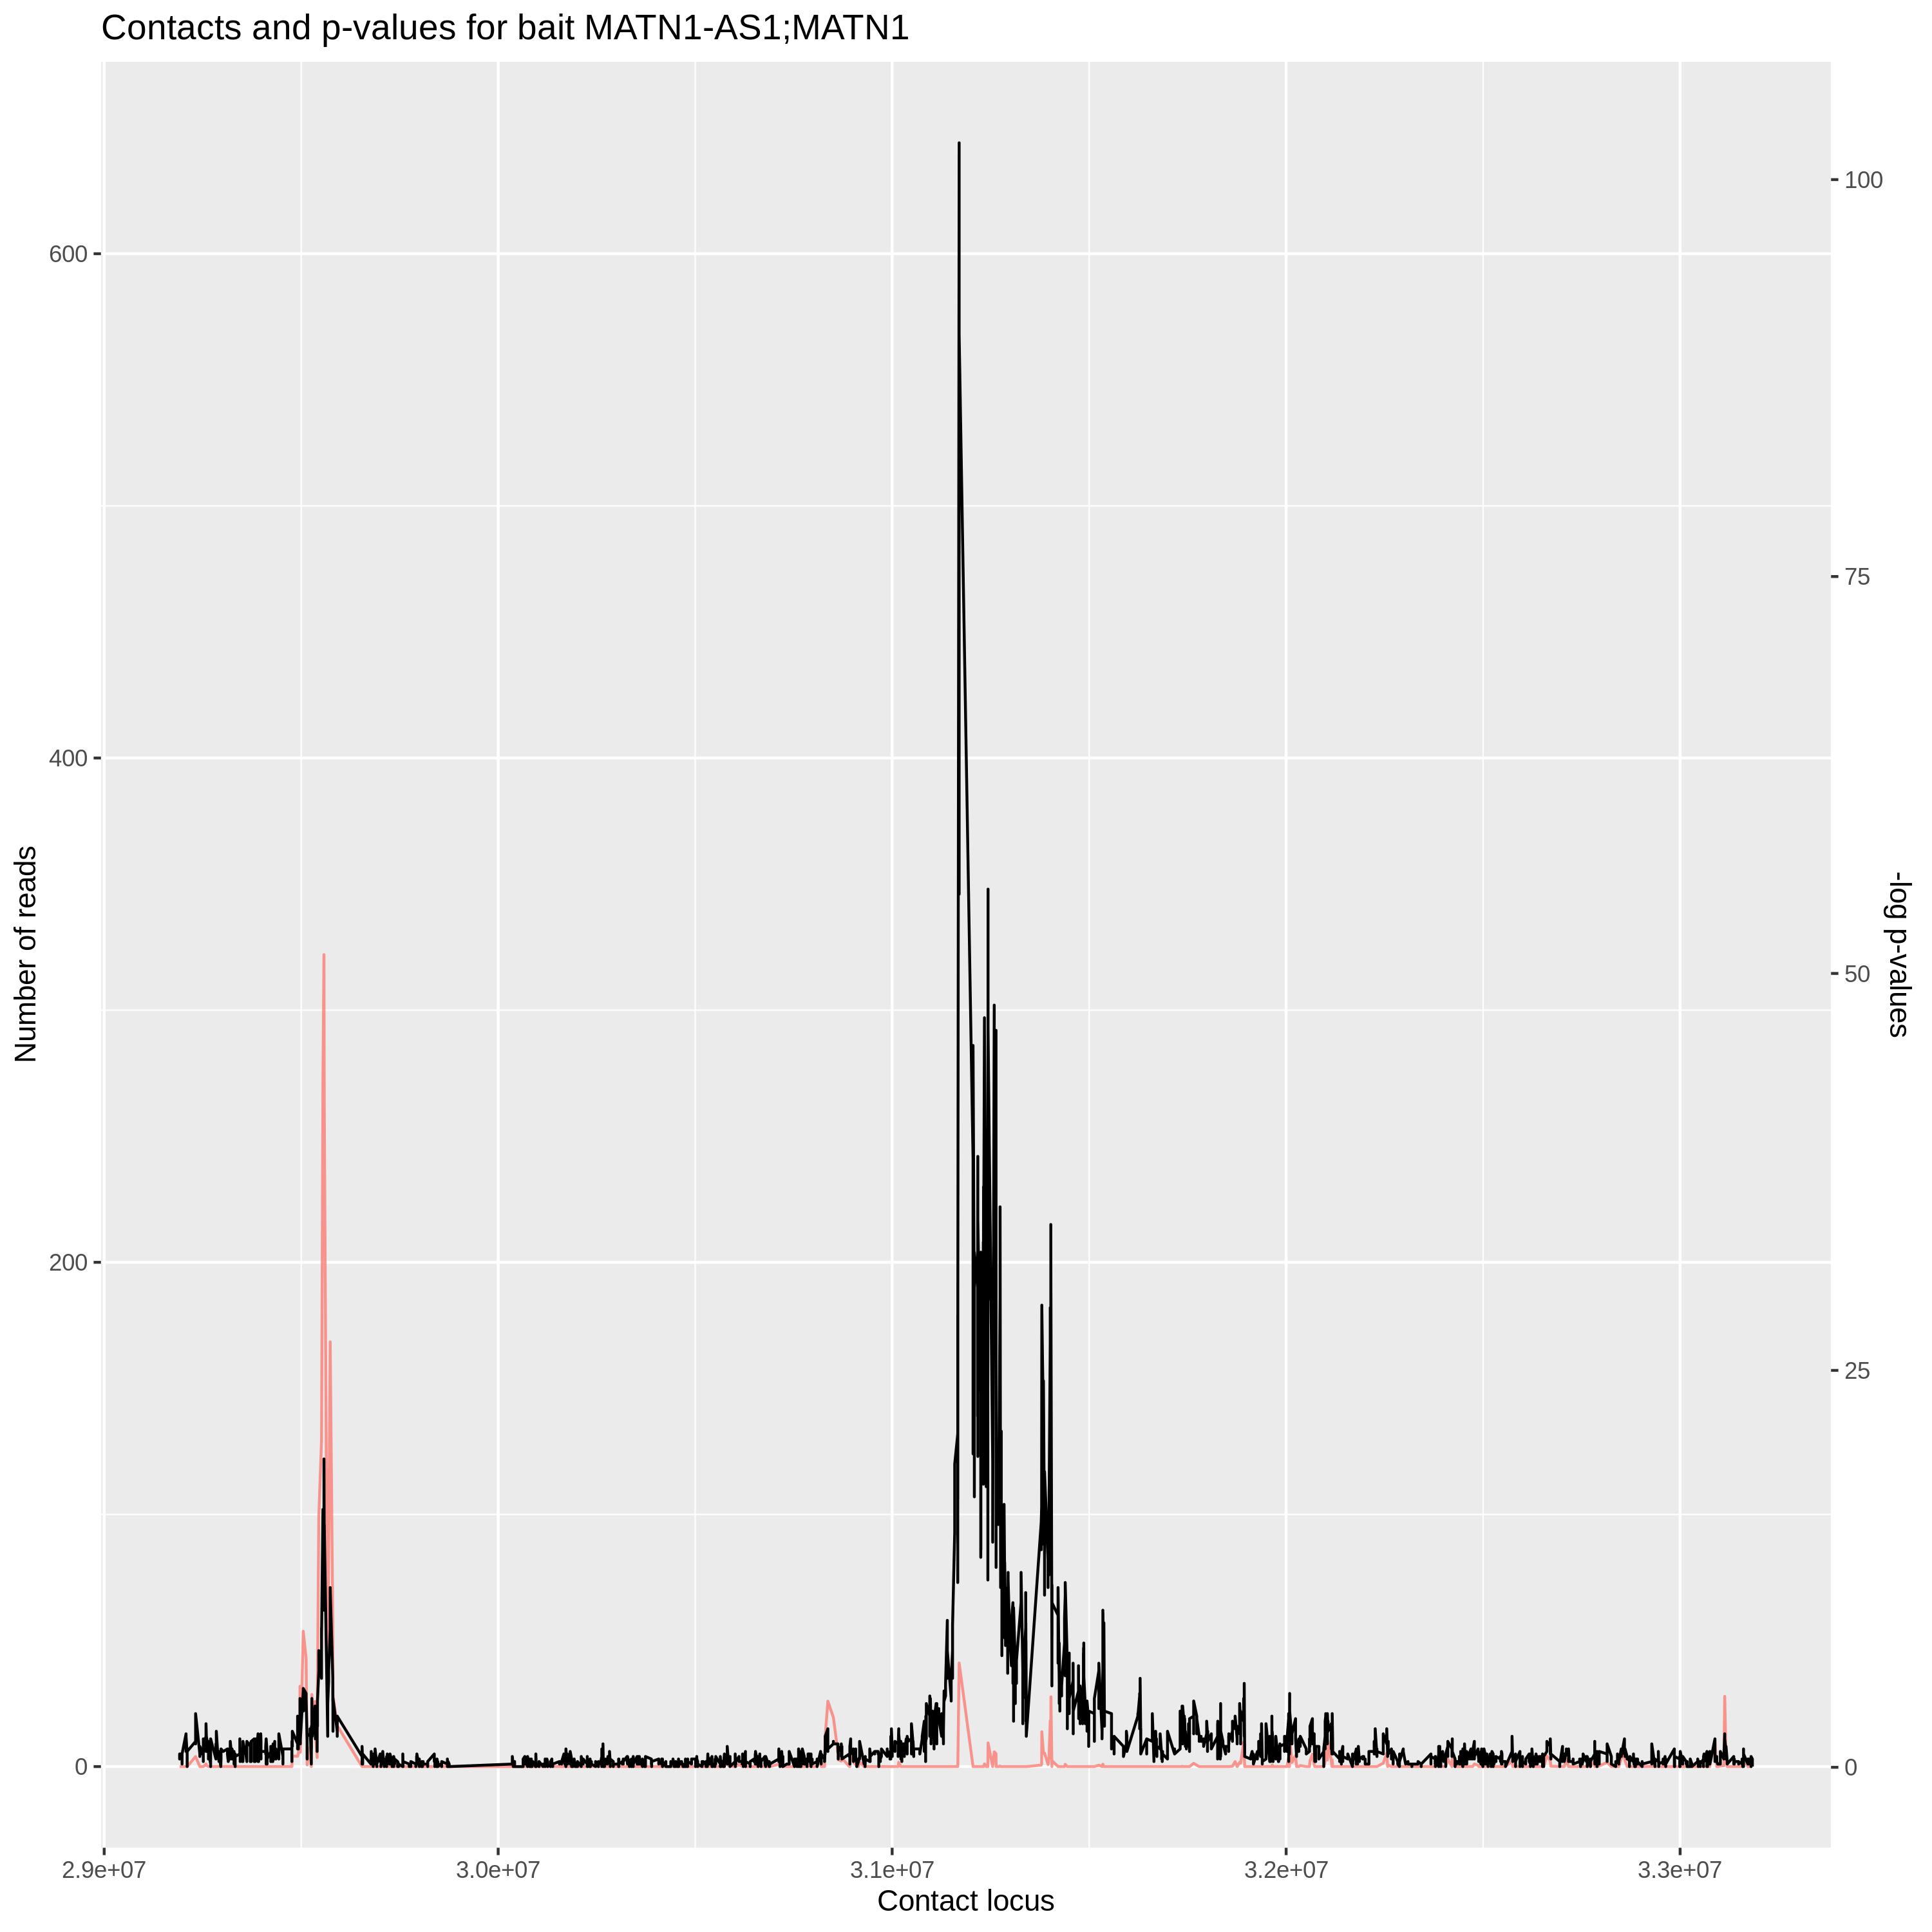 Contacts and p-values for bait MATN1-AS1;MATN1
600
400
200
0
Number of reads
100
75
50
25
0
-log p-values
2.9e+07
3.0e+07
3.1e+07
3.2e+07
3.3e+07
Contact locus